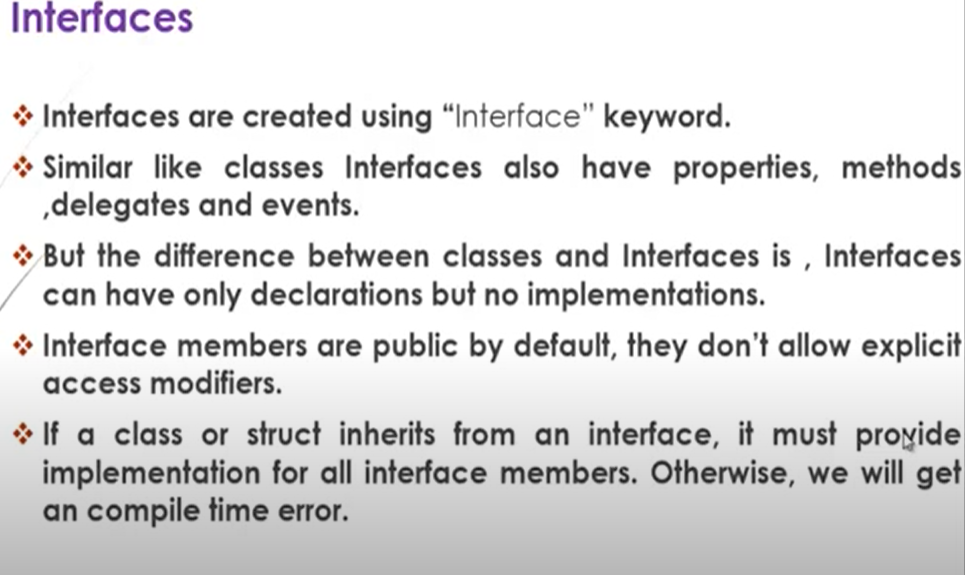 Interfaces
Interfaces are created using “Interface” keyword.
Similar like classes Interfaces also have properties, methods
,delegates and events.
But the difference between classes and Interfaces is , Interfaces
can have only declarations but no implementations.
Interface members are public by default, they don’t allow explicit
access modifiers.
If a class or struct inherits from an interface, it must provide
implementation for all interface members. Otherwise, we will get
an compile time error.